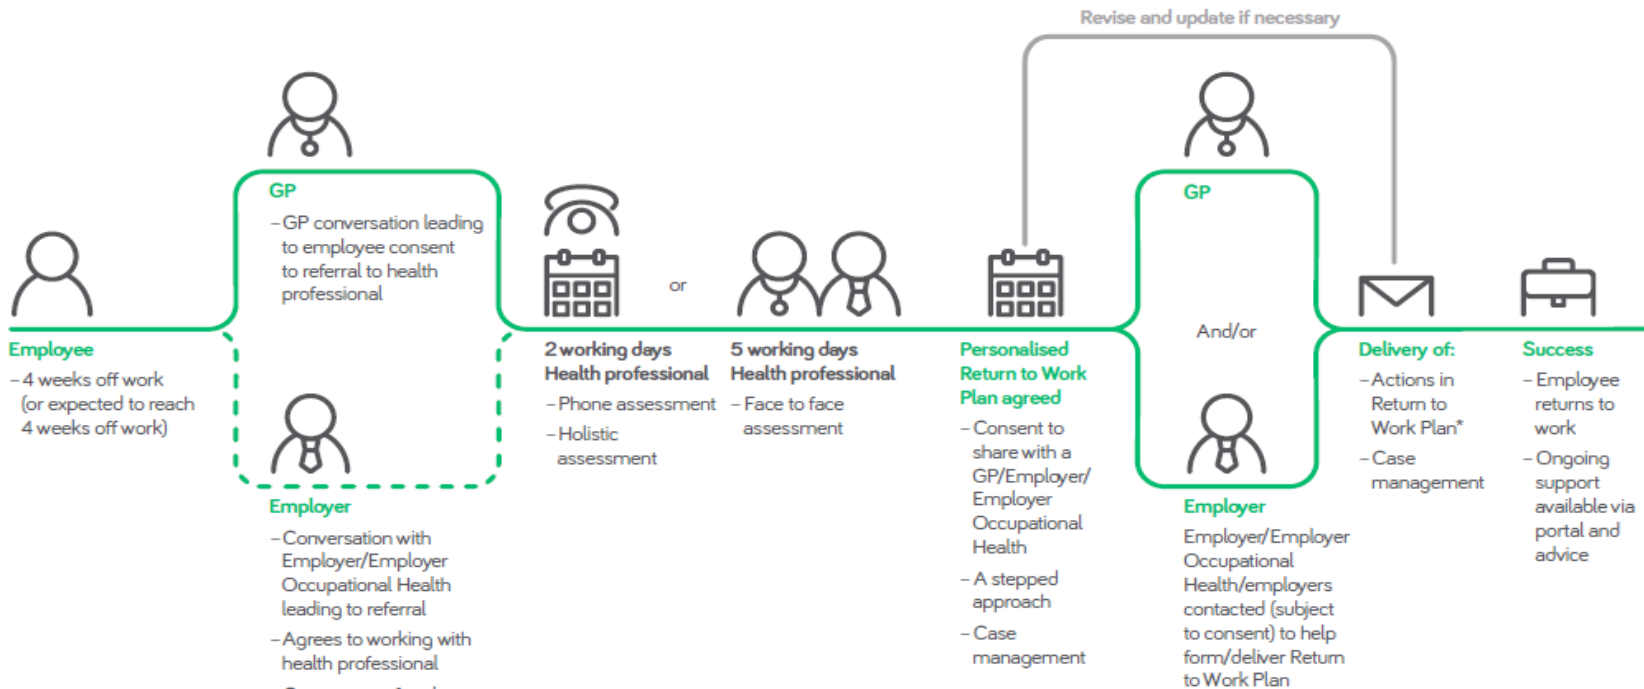 Revise and update if necessary
GP
– GP conversation leading
to employee consent
to referral to health
professional
Employee
– 4 weeks off work
(or expected to reach
4 weeks off work)
Employer
– Conversation with
Employer/Employer
Occupational Health
leading to referral
– Agrees to working with
health professional
2 working days
Health professional
– Phone assessment
– Holistic
assessment
or
5 working days
Health professional
– Face to face
assessment
Personalised
Return to Work
Plan agreed
– Consent to
share with a
GP/Employer/
Employer
Occupational
Health
– A stepped
approach
– Case
management
GP
And/or
Employer
Employer/Employer
Occupational
Health/employers
contacted (subject
to consent) to help
form/deliver Return
to Work Plan
Delivery of:
– Actions in
Return to
Work Plan*
– Case
management
Success
– Employee
returns to
work
– Ongoing
support
available via
portal and
advice